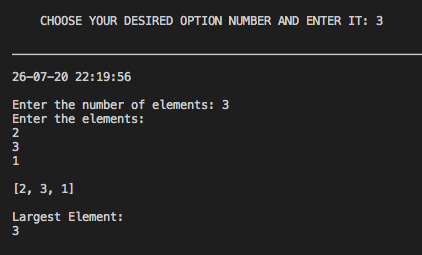 CHOOSE YOUR DESIRED OPTION NUMBER AND ENTER IT: 3
26-07-20 22:19:56
Enter the number of elements: 3
Enter the elements:
2
3
1
[2, 3, 1]
Largest Element:
3